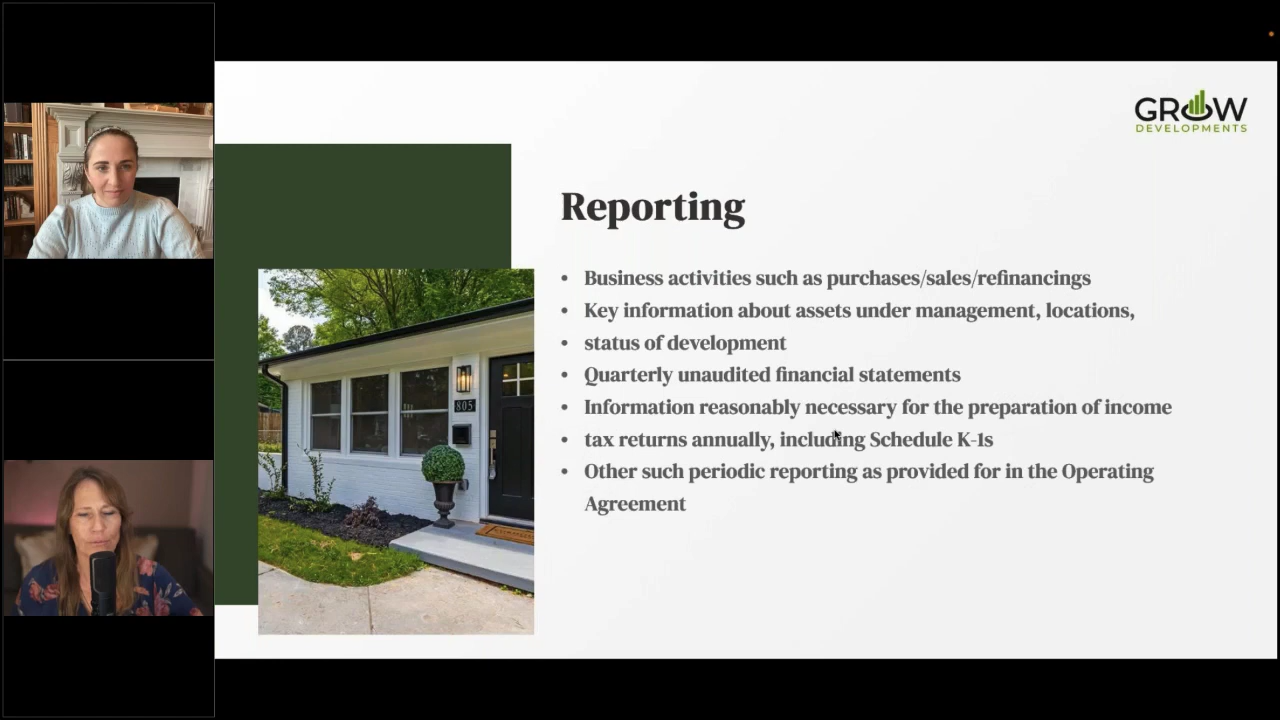 GROW
DEVELOPMENTS
Reporting
• Business activities such as purchases/sales/refinancings
• Key information about assets under management, locations,
• status of development
• Quarterly unaudited financial statements
• Information reasonably necessary for the preparation of income
• tax returns annually, including Schedule K-1s
• Other such periodic reporting as provided for in the Operating
Agreement
805